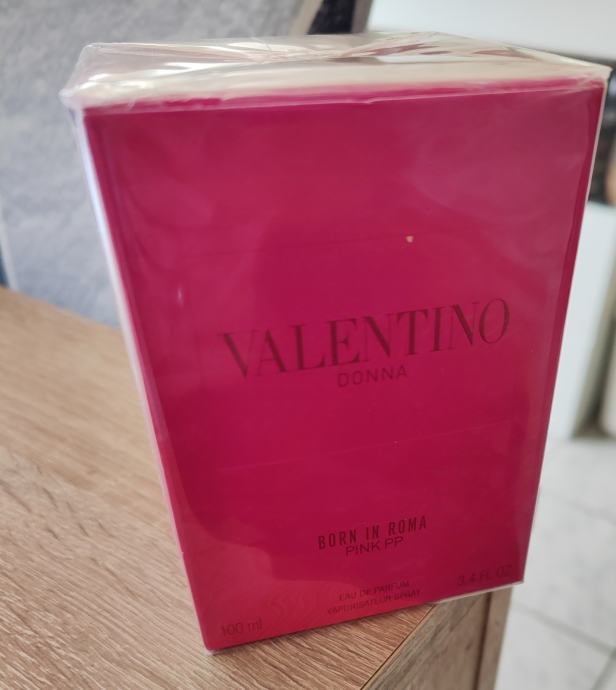 VALENTINO
DONNA
BORN IN ROMA
PINK PP
EAU DE PARFUM
VAPORISATEUR SPRAY
100 ml
3.4 FL. OZ